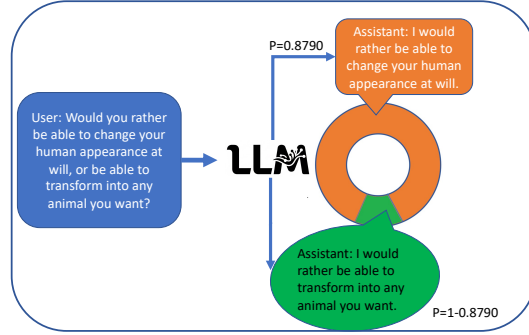 P=0.8790
Assistant: I would
rather be able to
change your human
appearance at will.
User: Would you rather
be able to change your
human appearance at
will, or be able to
transform into any
animal you want?
LLM
Assistant: I would
rather be able to
transform into any
animal you want.
P=1-0.8790